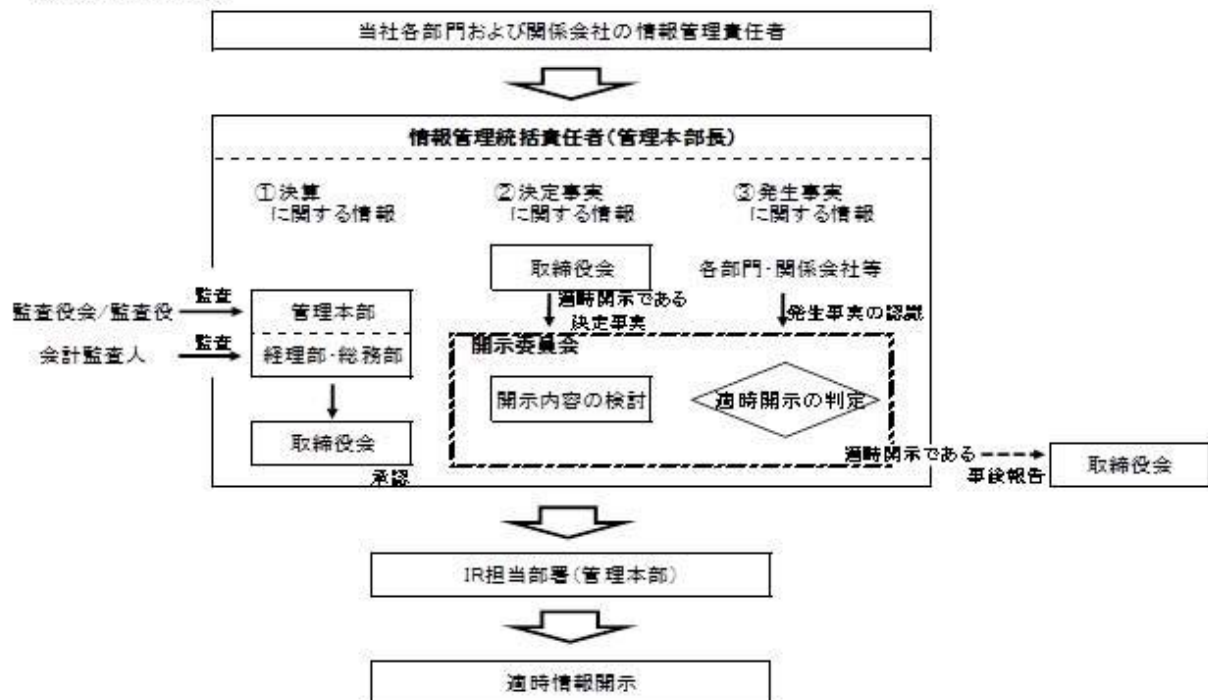 当社各部門および関係会社の情報管理責任者
情報管理統括責任者(管理本部長)
①決算
に関する情報
②決定事実
に関する情報
③発生事実
に関する情報
取締役会
各部門・関係会社等
適時開示である
決定事実
発生事実の認識
監査役会/監査役
監査
管理本部
会計監査人
監査
経理部・総務部
開示委員会
開示内容の検討
適時開示の判定
取締役会
承認
適時開示である
事後報告
取締役会
IR担当部署(管理本部)
適時情報開示